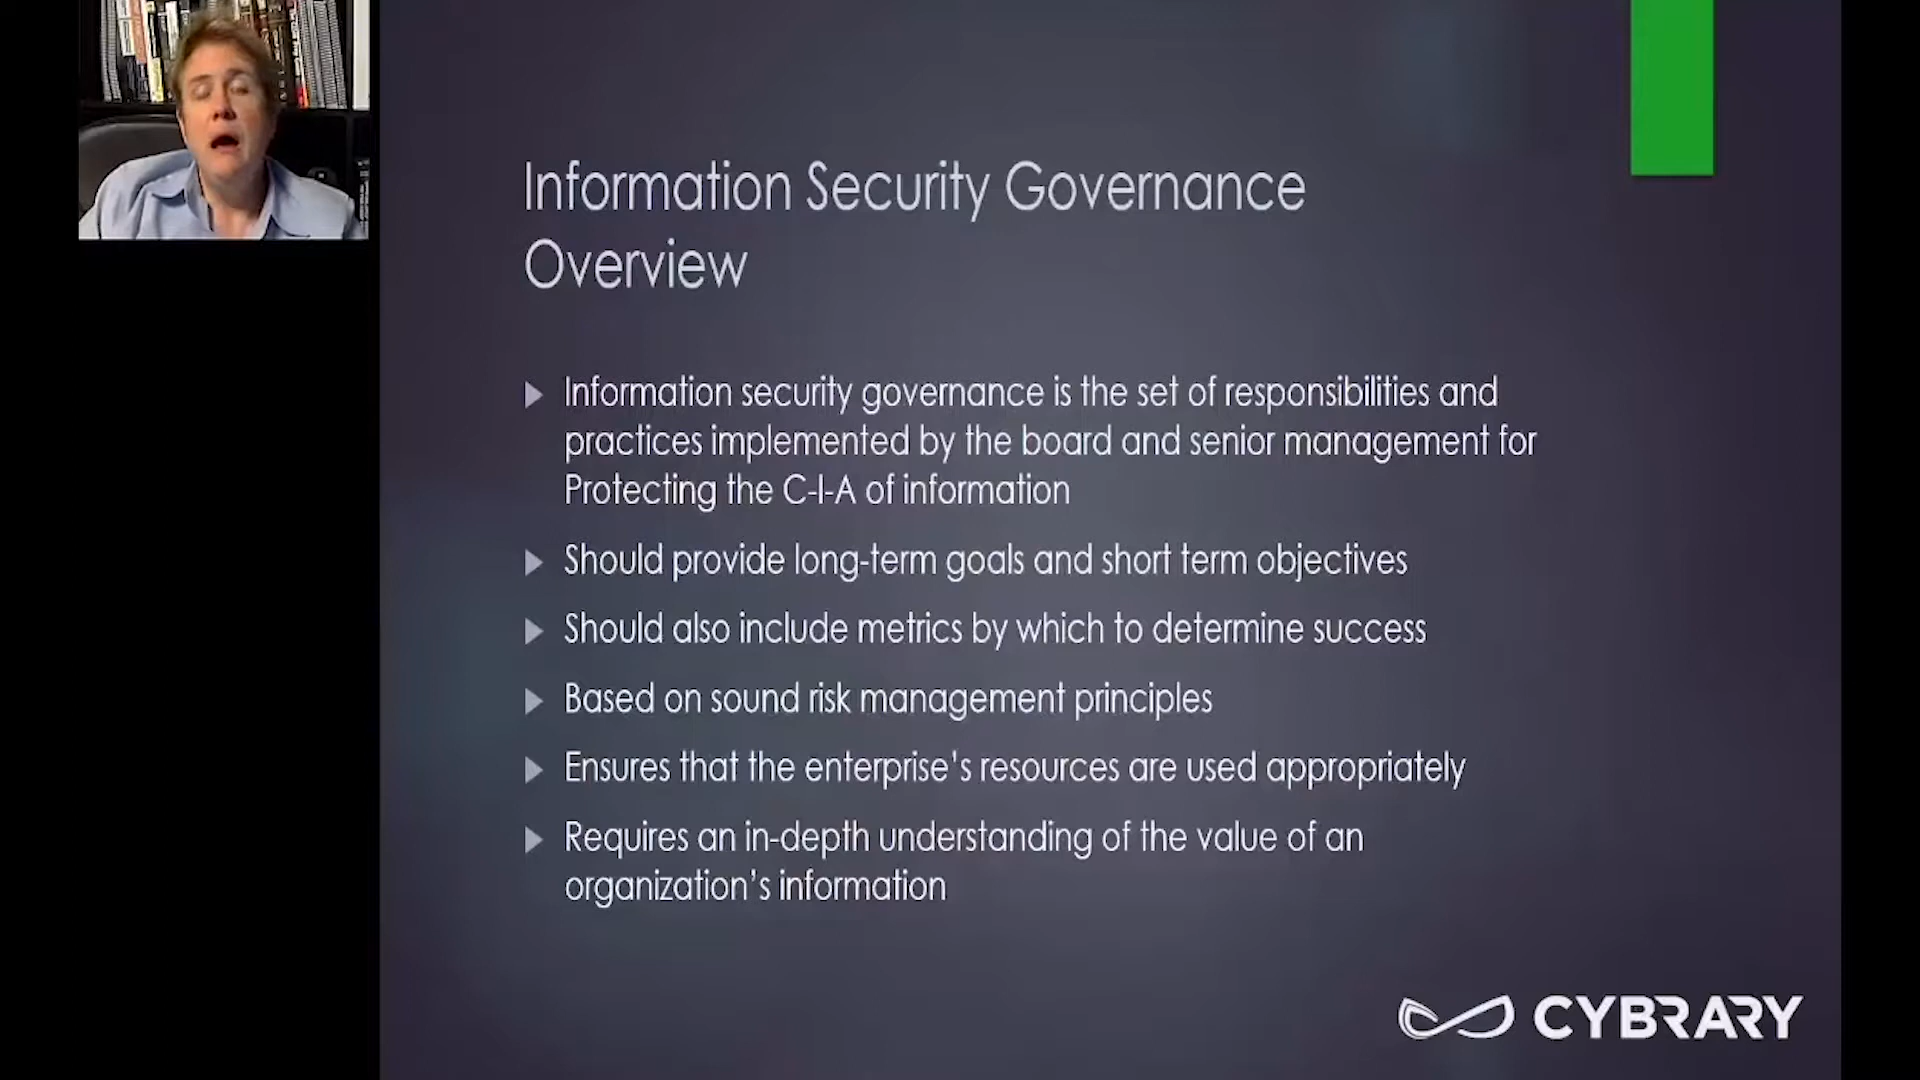 Information Security Governance
Overview
Information security governance is the set of responsibilities and
practices implemented by the board and senior management for
Protecting the C-I-A of information
Should provide long-term goals and short term objectives
Should also include metrics by which to determine success
Based on sound risk management principles
Ensures that the enterprise's resources are used appropriately
Requires an in-depth understanding of the value of an
organization's information
CYBRARY